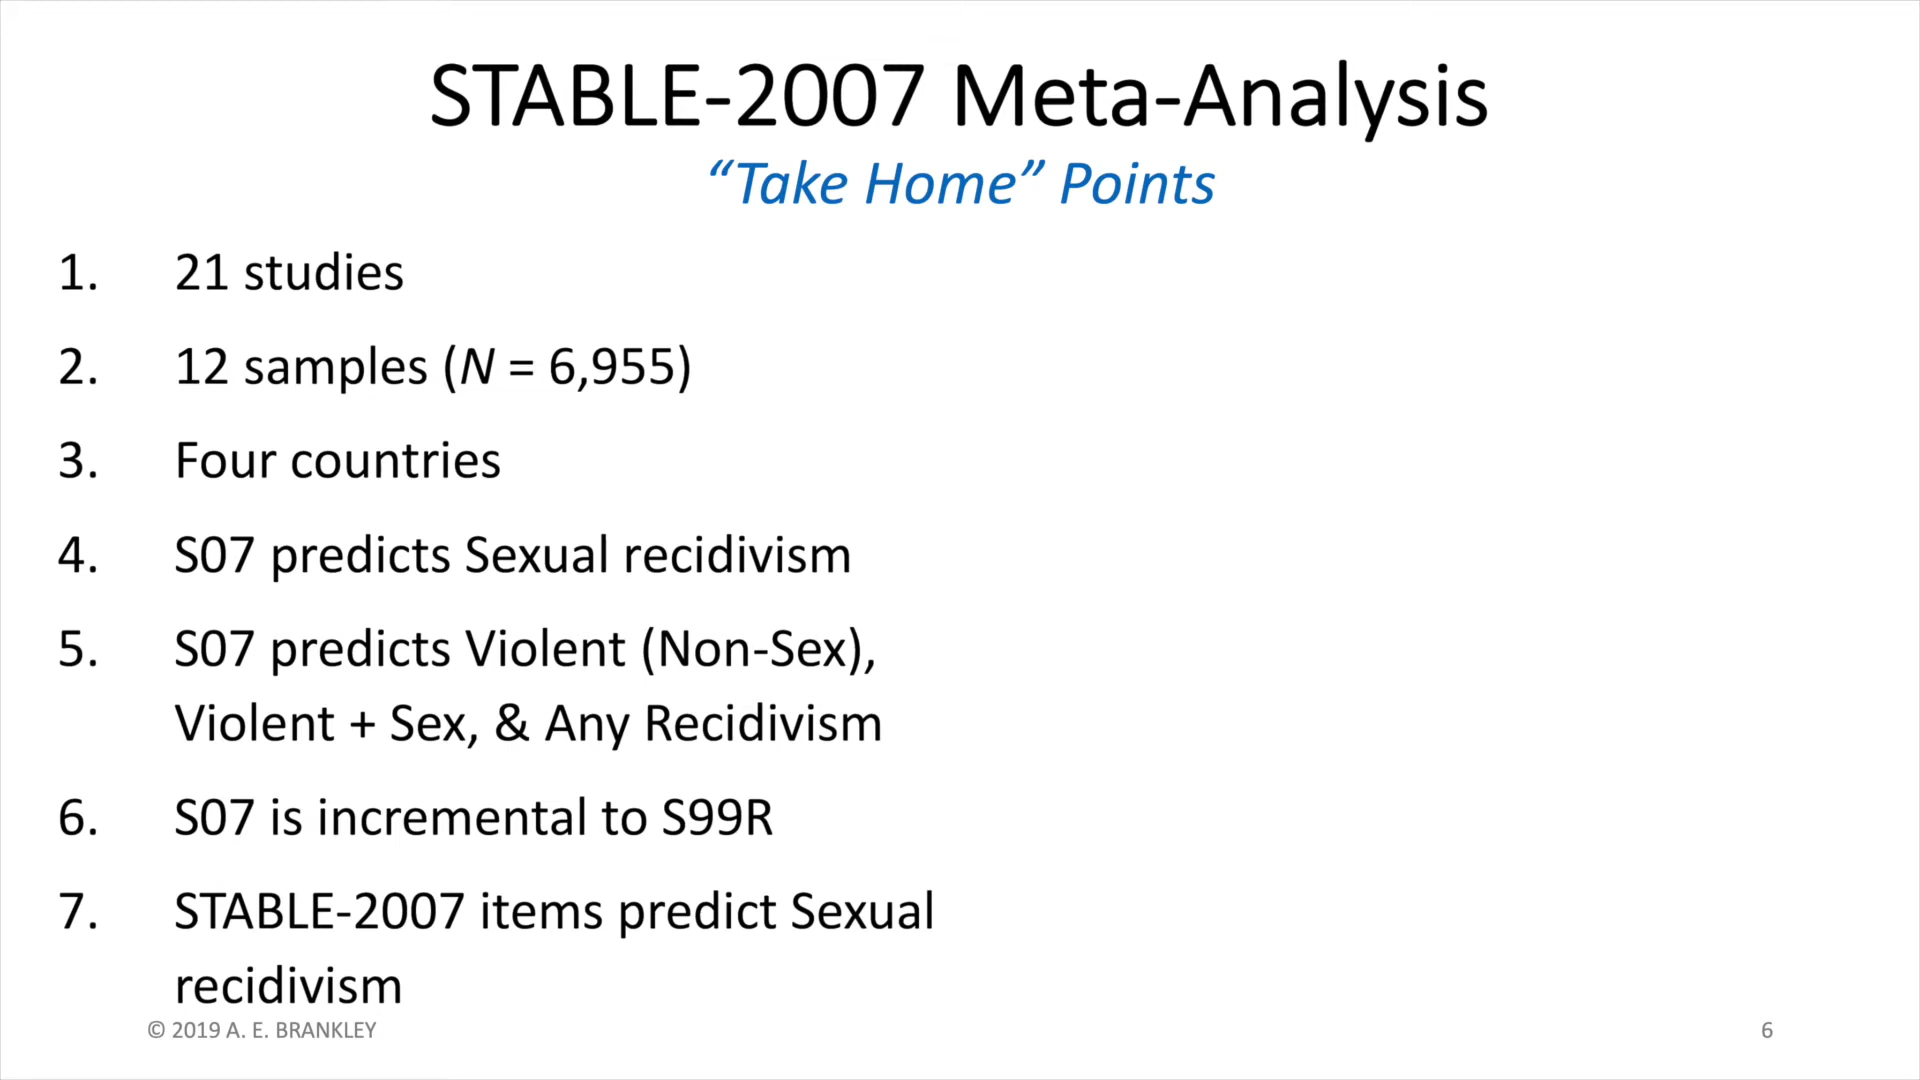 STABLE-2007 Meta-Analysis
“Take Home” Points
1. 21 studies
2. 12 samples (N = 6,955)
3. Four countries
4. S07 predicts Sexual recidivism
5. S07 predicts Violent (Non-Sex),
Violent + Sex, & Any Recidivism
6. S07 is incremental to S99R
7. STABLE-2007 items predict Sexual
recidivism
© 2019 A. E. BRANKLEY
6